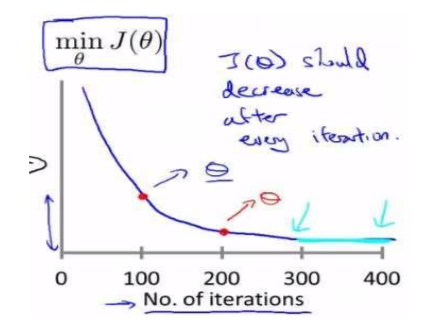 min J(θ)
θ
J(θ) should
decrease
after
every iteration.
θ
θ
0 100 200 300 400
No. of iterations